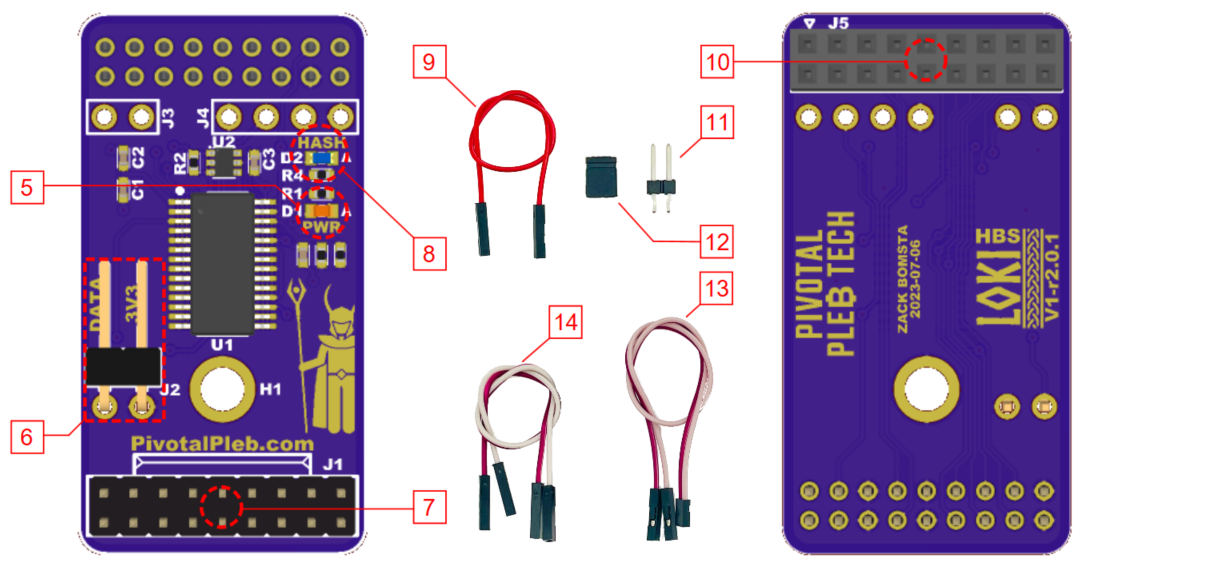 J5
9
10
11
J3
J4
HASH
U2
C2
R2
C3
D2 A
R4
C1
R1
5
D1 A
PWR
8
12
DATA
3V3
13
14
U1
J2
H1
6
PivotalPleb.com
J1
7
PIVOTAL
PLEB TECH
ZACK BOMSTA
2023-07-06
HBS
LOKI
V1-r2.0.1